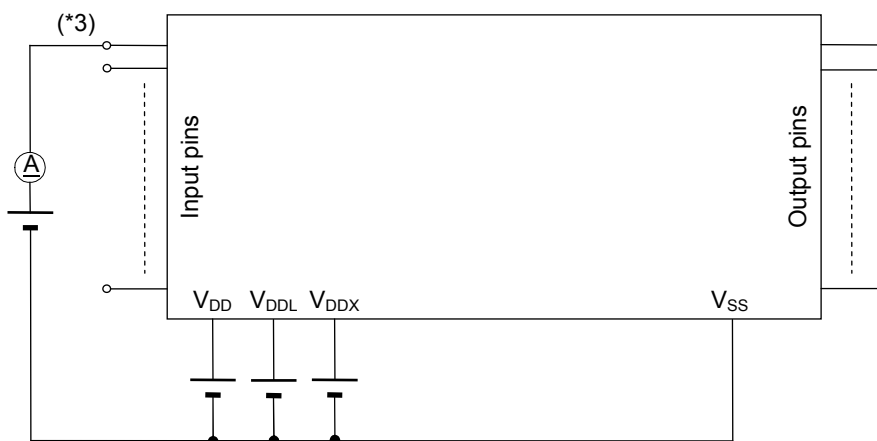 (*3)
A
Input pins
Output pins
VDD VDDL VDDX VSS